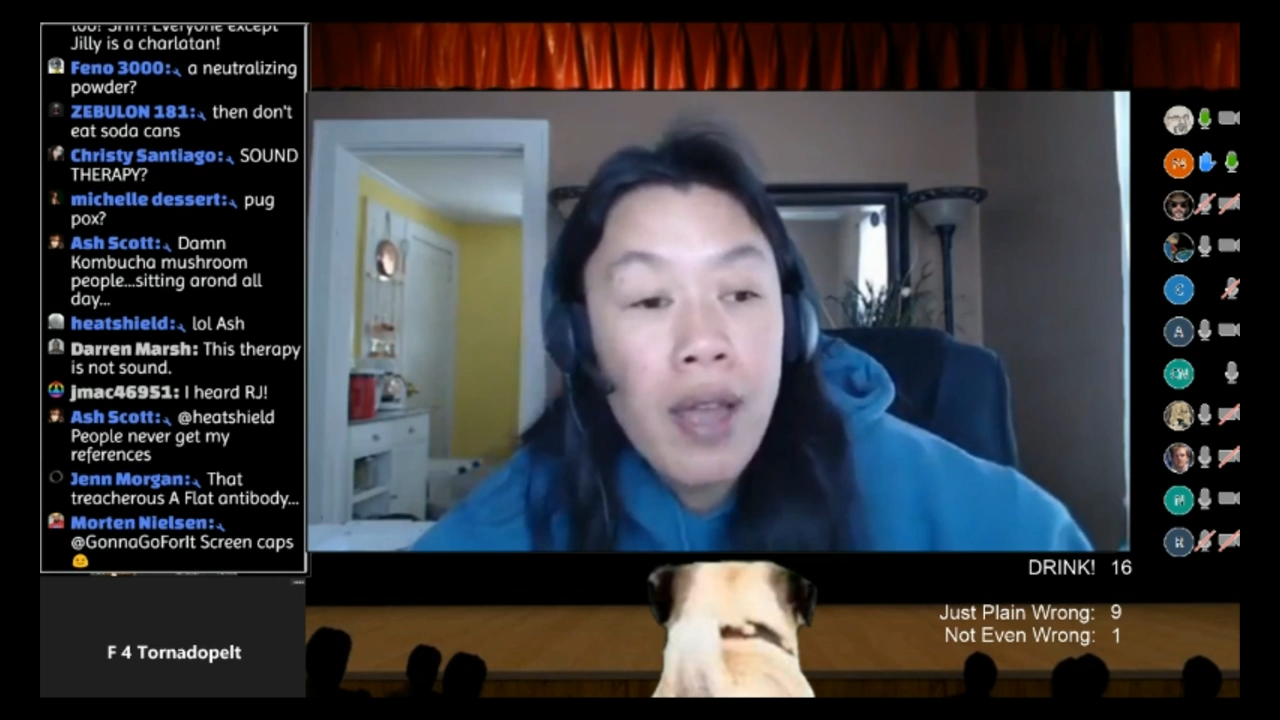 too! Shh! Everyone except
Jilly is a charlatan!
Feno 3000: a neutralizing
powder?
ZEBULON 181: then don't
eat soda cans
Christy Santiago: SOUND
THERAPY?
michelle dessert: pug
pox?
Ash Scott: Damn
Kombucha mushroom
people...sitting arond all
day...
heatshield: lol Ash
Darren Marsh: This therapy
is not sound.
jmac46951: I heard RJ!
Ash Scott: @heatshield
People never get my
references
Jenn Morgan: That
treacherous A Flat antibody...
Morten Nielsen:
@GonnaGoForIt Screen caps
F 4 Tornadopelt
C
A
R
DRINK! 16
Just Plain Wrong: 9
Not Even Wrong: 1